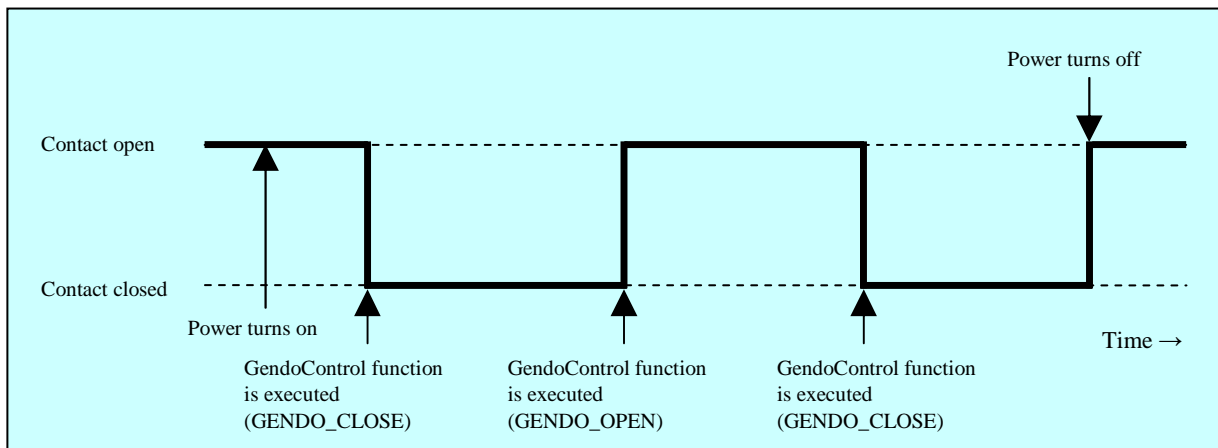 Power turns off
Contact open
Contact closed
Power turns on
Time →
GendoControl function
is executed
(GENDO_CLOSE)
GendoControl function
is executed
(GENDO_OPEN)
GendoControl function
is executed
(GENDO_CLOSE)